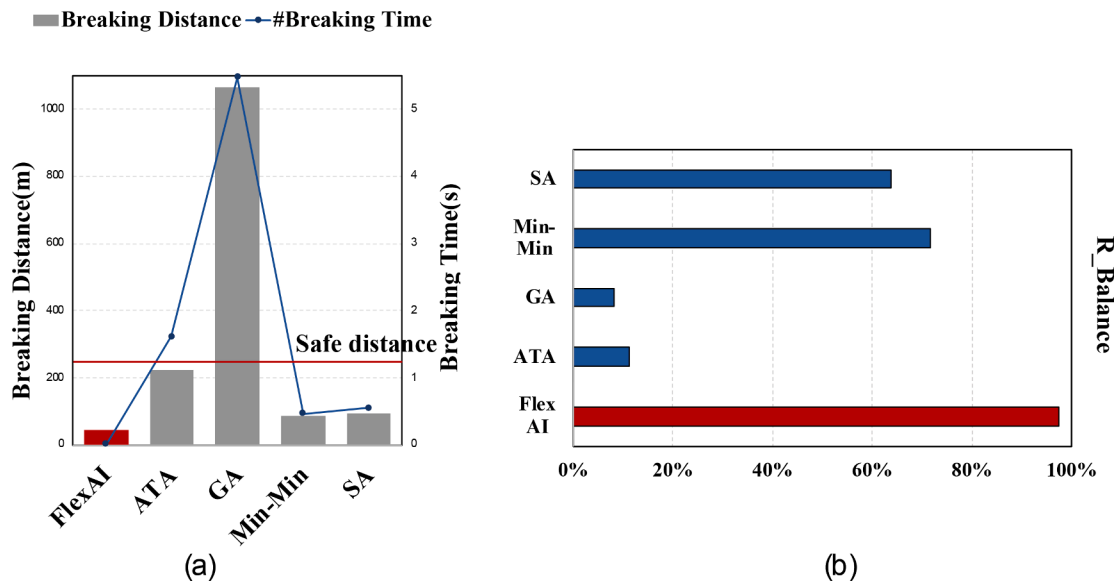 Breaking Distance #Breaking Time
Breaking Distance(m)
1000
800
600
400
200
0
5
4
3
2
1
0
Breaking Time(s)
Safe distance
FlexAI
ATA
GA
Min-Min
SA
(a)
SA
Min-
Min
GA
ATA
Flex
AI
0% 20% 40% 60% 80% 100%
R_Balance
(b)